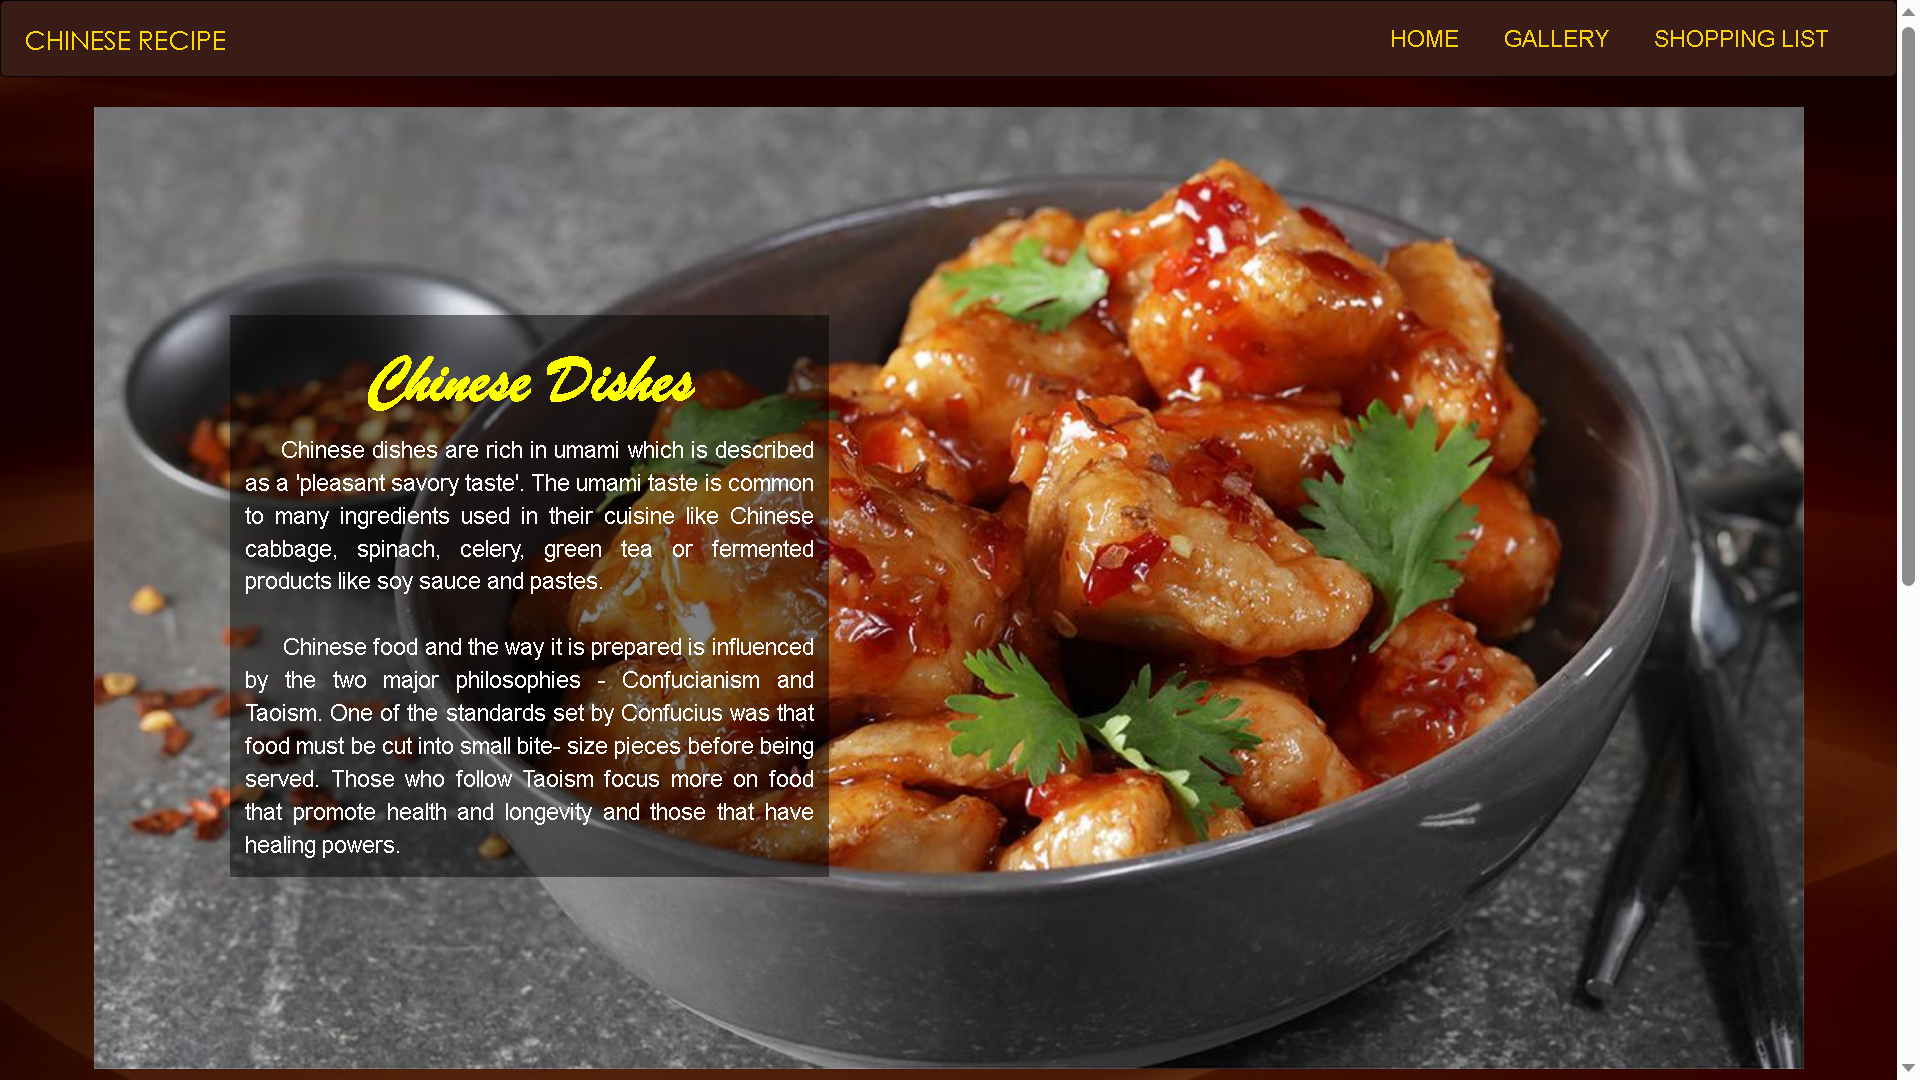 CHINESE RECIPE
HOME GALLERY SHOPPING LIST
Chinese Dishes
Chinese dishes are rich in umami which is described
as a 'pleasant savory taste'. The umami taste is common
to many ingredients used in their cuisine like Chinese
cabbage, spinach, celery, green tea or fermented
products like soy sauce and pastes.
Chinese food and the way it is prepared is influenced
by the two major philosophies - Confucianism and
Taoism. One of the standards set by Confucius was that
food must be cut into small bite- size pieces before being
served. Those who follow Taoism focus more on food
that promote health and longevity and those that have
healing powers.